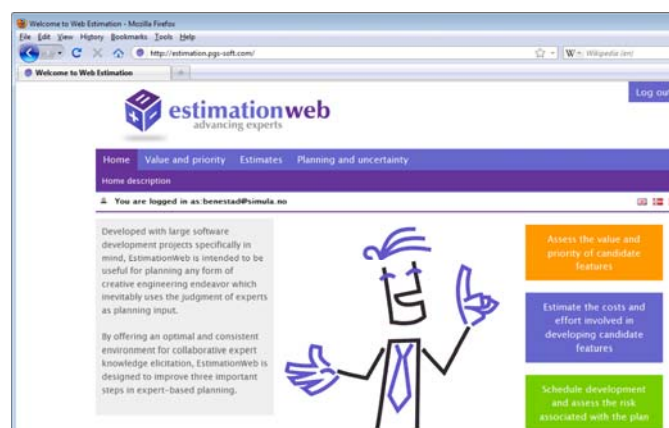 Welcome to Web Estimation - Mozilla Firefox
File Edit View History Bookmarks Tools Help
http://estimation.pgs-soft.com/
W Wikipedia (en)
Welcome to Web Estimation
Log out
estimationweb
advancing experts
Home Value and priority Estimates Planning and uncertainty
Home description
You are logged in as:benestad@simula.no
Developed with large software
development projects specifically in
mind, EstimationWeb is intended to be
useful for planning any form of
creative engineering endeavor which
inevitably uses the judgment of experts
as planning input.
By offering an optimal and consistent
environment for collaborative expert
knowledge elicitation, EstimationWeb is
designed to improve three important
steps in expert-based planning.
Assess the value and
priority of candidate
features
Estimate the costs and
effort involved in
developing candidate
features
Schedule development
and assess the risk
associated with the plan